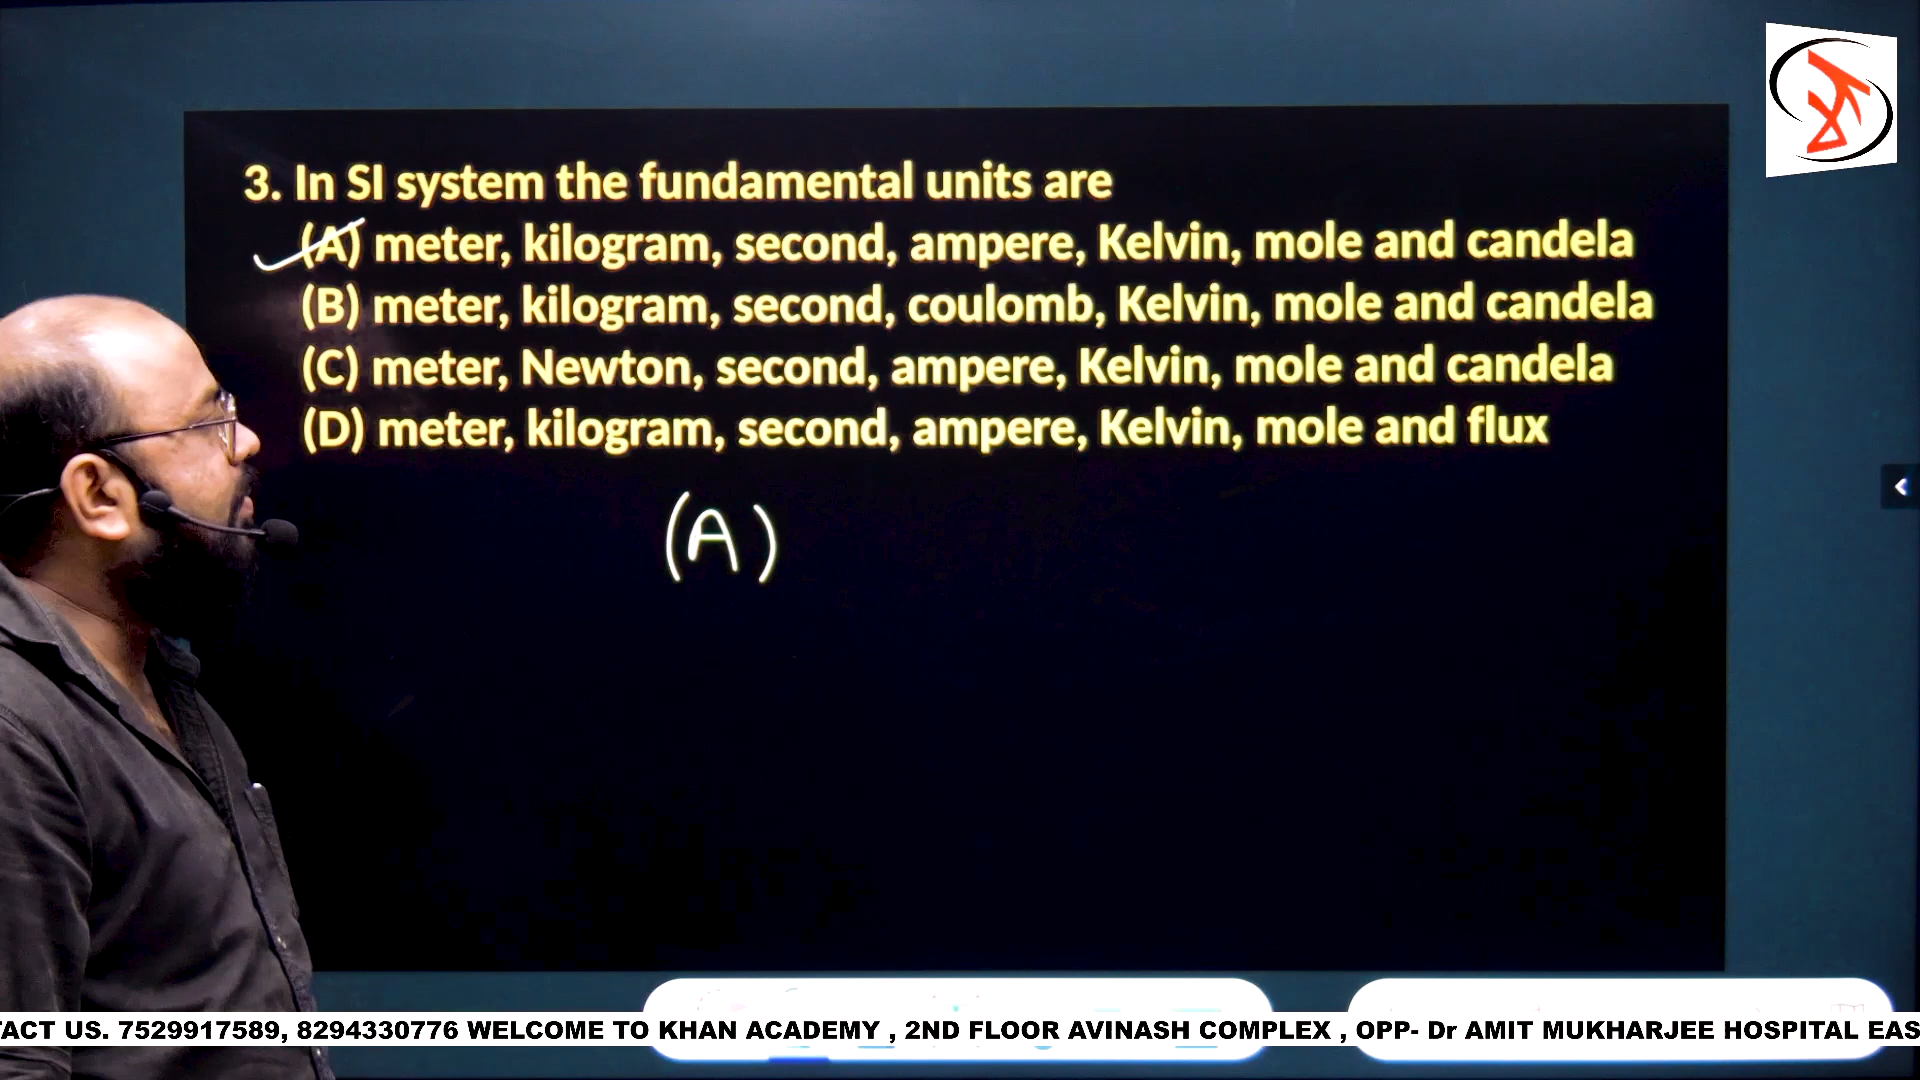 3. In SI system the fundamental units are
(A) meter, kilogram, second, ampere, Kelvin, mole and candela
(B) meter, kilogram, second, coulomb, Kelvin, mole and candela
(C) meter, Newton, second, ampere, Kelvin, mole and candela
(D) meter, kilogram, second, ampere, Kelvin, mole and flux
(A)
TACT US. 7529917589, 8294330776 WELCOME TO KHAN ACADEMY , 2ND FLOOR AVINASH COMPLEX , OPP- Dr AMIT MUKHARJEE HOSPITAL EAS